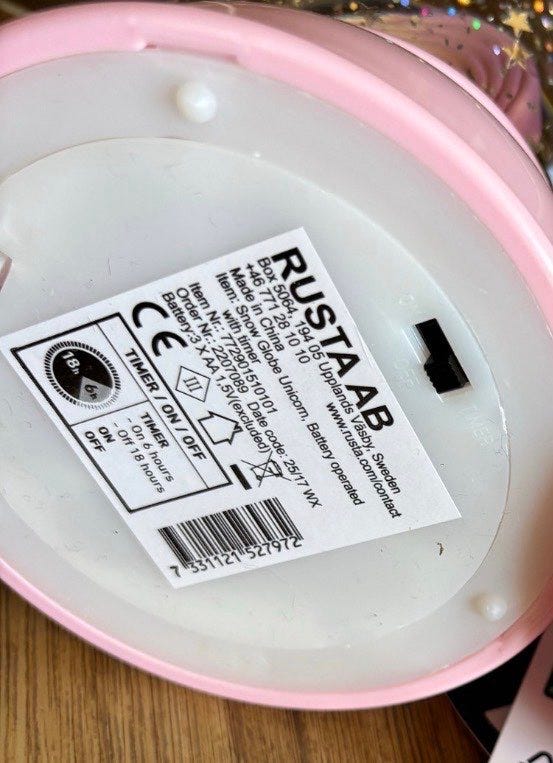 RUSTA AB
Box 5064, 194 05 Upplands Väsby, Sweden
+46 771 28 10 10 www.rusta.com/contact
Made in China
Item: Snow Globe Unicorn, Battery operated
with timer
Item Nr.: 772901510101
Order Nr.: 2207089 Date code: 25/17 WX
Battery:3 X AA 1.5V(excluded)
CE
III
TIMER / ON / OFF
18h
6h
TIMER
-On 6 hours
- Off 18 hours
ON
OFF
7 331121 527972
TIMER